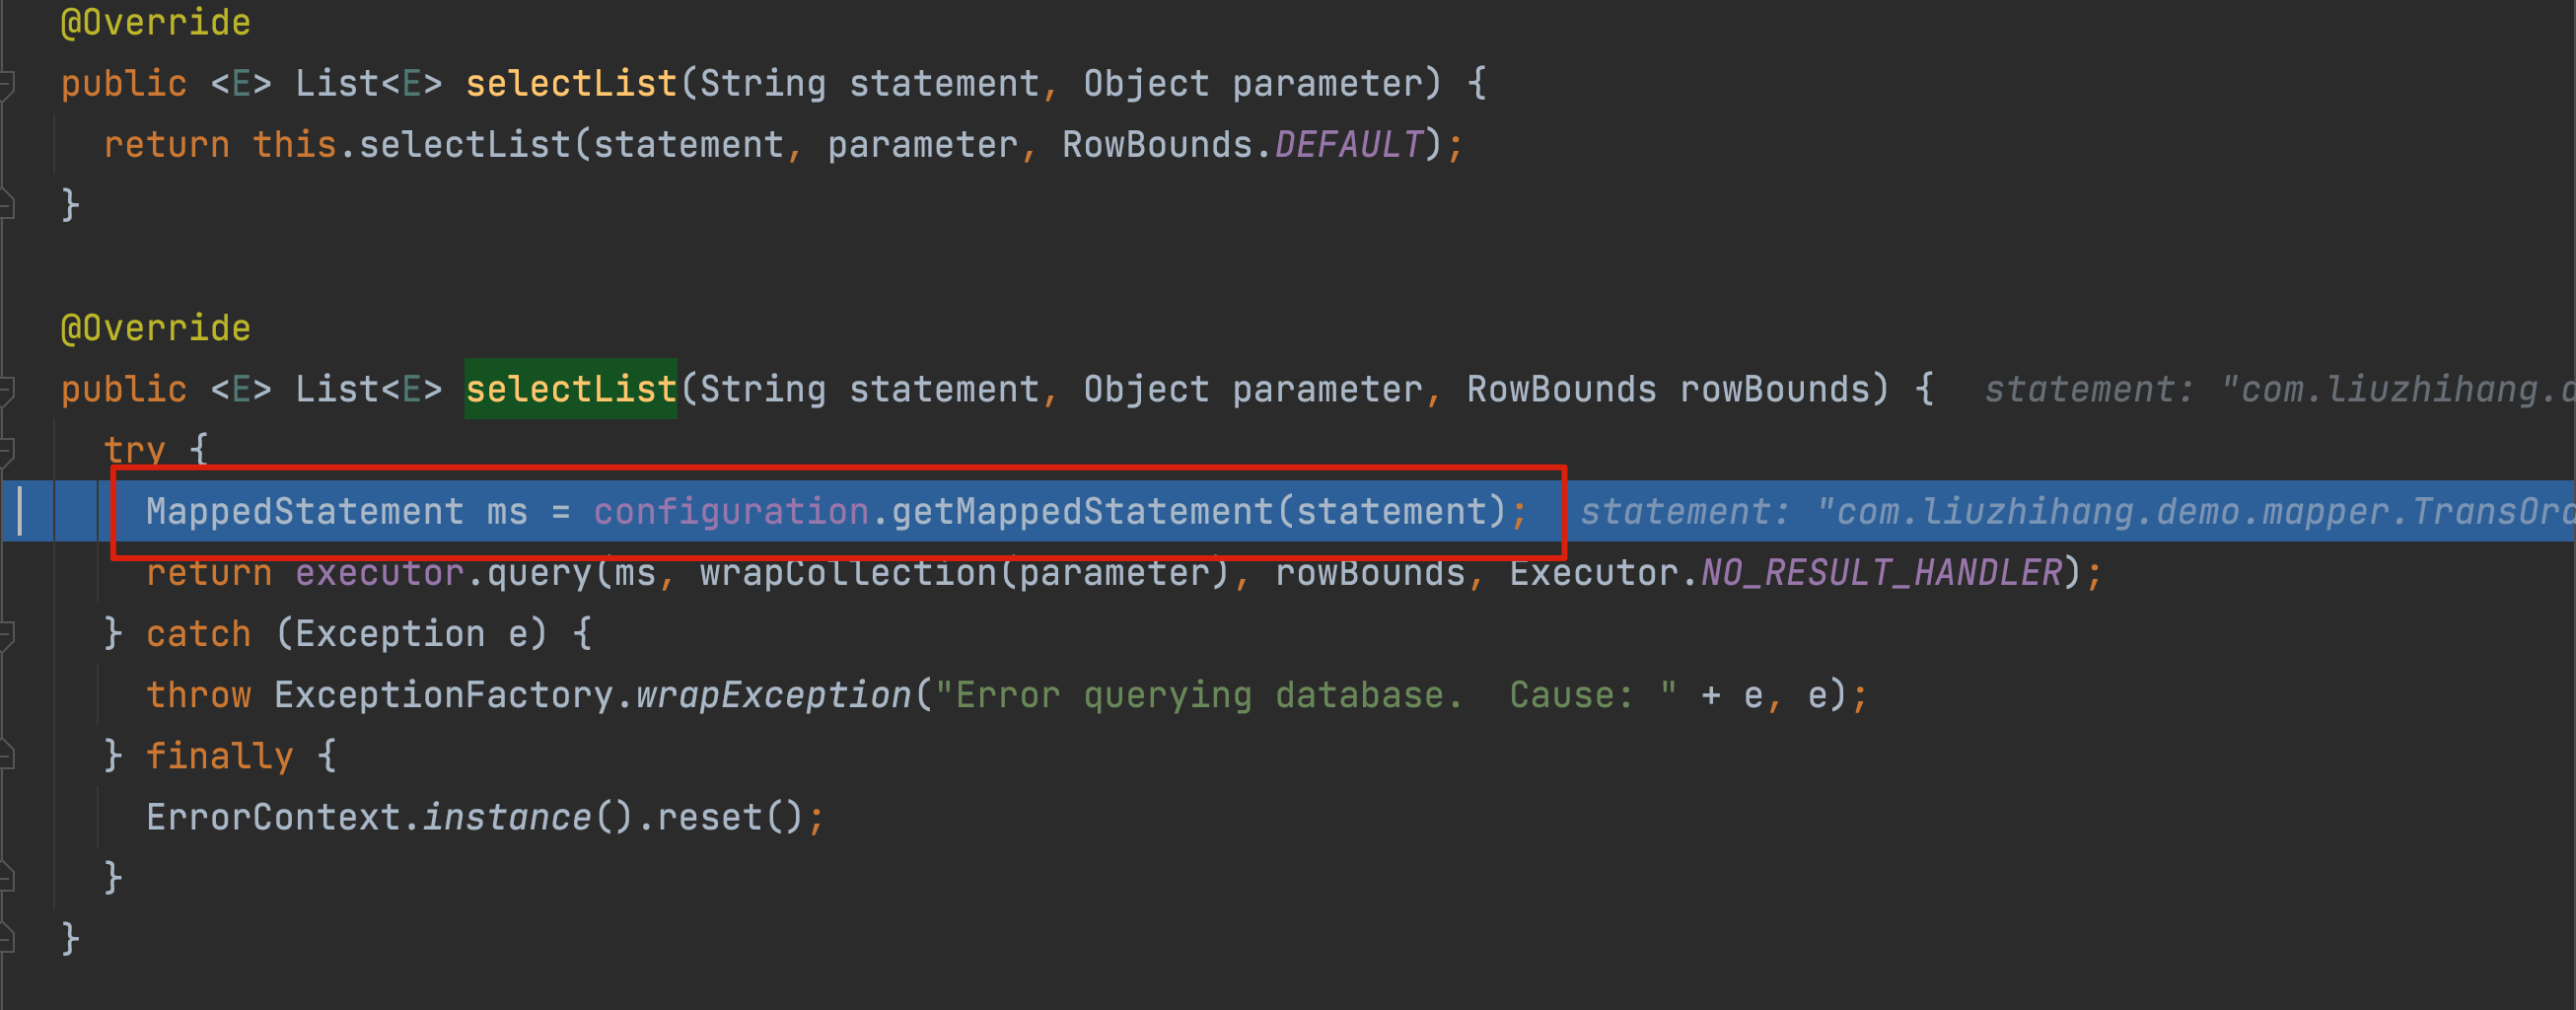 @Override
public <E> List<E> selectList(String statement, Object parameter) {
return this.selectList(statement, parameter, RowBounds.DEFAULT);
}
@Override
public <E> List<E> selectList(String statement, Object parameter, RowBounds rowBounds) { statement: "com.liuzhihang.d
try {
MappedStatement ms = configuration.getMappedStatement(statement); statement: "com.liuzhihang.demo.mapper.TransOrd
return executor.query(ms, wrapCollection(parameter), rowBounds, Executor.NO_RESULT_HANDLER);
} catch (Exception e) {
throw ExceptionFactory.wrapException("Error querying database.  Cause: " + e, e);
} finally {
ErrorContext.instance().reset();
}
}